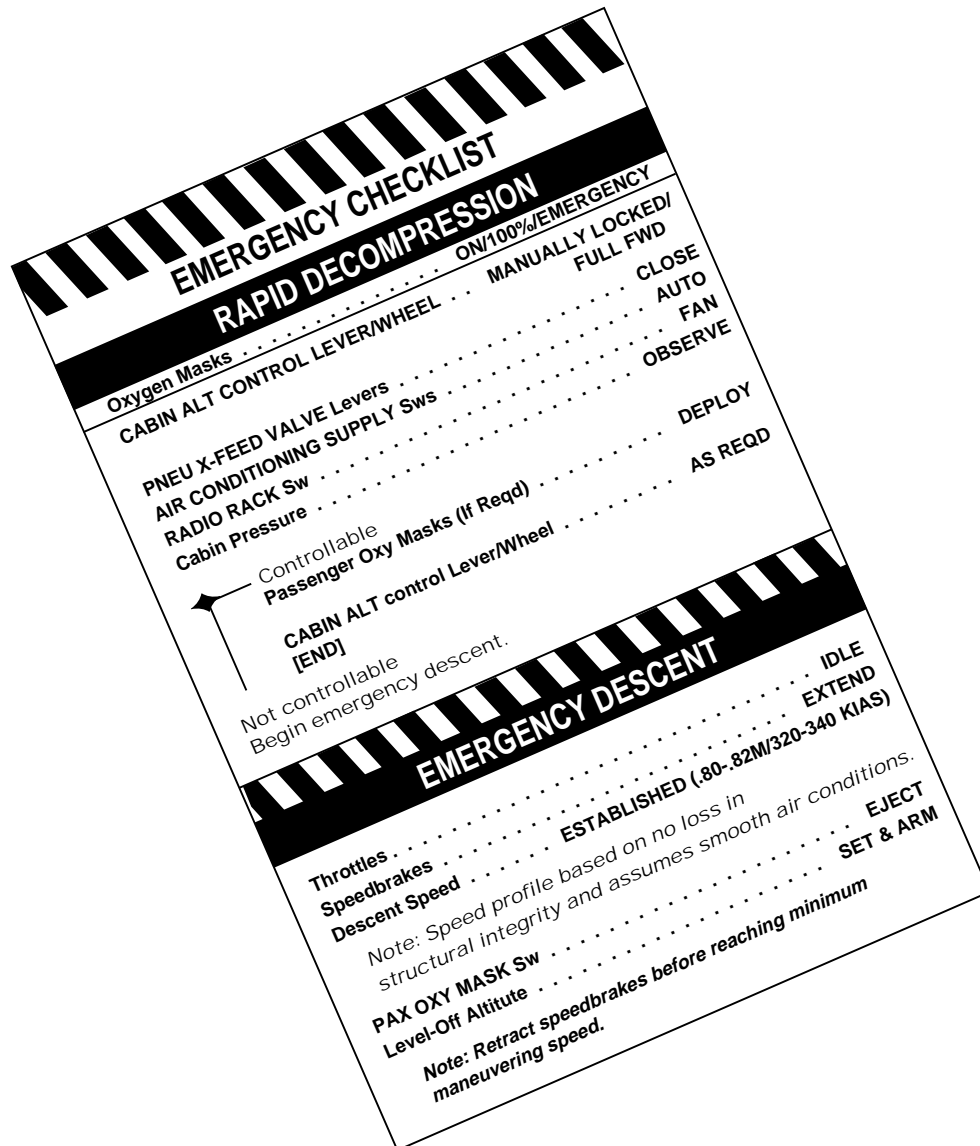 EMERGENCY CHECKLIST
RAPID DECOMPRESSION
Oxygen Masks . . . . . . . . . . . . . ON/100%/EMERGENCY
CABIN ALT CONTROL LEVER/WHEEL . . MANUALLY LOCKED/
FULL FWD
PNEU X-FEED VALVE Levers . . . . . . . . . . . . . . . CLOSE
AIR CONDITIONING SUPPLY Sws . . . . . . . . . . . . . AUTO
RADIO RACK Sw . . . . . . . . . . . . . . . . . . . . . FAN
Cabin Pressure . . . . . . . . . . . . . . . . . . . OBSERVE
Controllable
Passenger Oxy Masks (If Reqd) . . . . . . . . DEPLOY
CABIN ALT control Lever/Wheel . . . . . . . AS REQD
[END]
Not controllable
Begin emergency descent.
EMERGENCY DESCENT
Throttles . . . . . . . . . . . . . . . . . . . . . . . . . . IDLE
Speedbrakes . . . . . . . . . . . . . . . . . . . . . . EXTEND
Descent Speed . . . . . . ESTABLISHED (.80-.82M/320-340 KIAS)
Note: Speed profile based on no loss in
structural integrity and assumes smooth air conditions.
PAX OXY MASK Sw . . . . . . . . . . . . . . . . . . . EJECT
Level-Off Altitute . . . . . . . . . . . . . . . . . . SET & ARM
Note: Retract speedbrakes before reaching minimum
maneuvering speed.